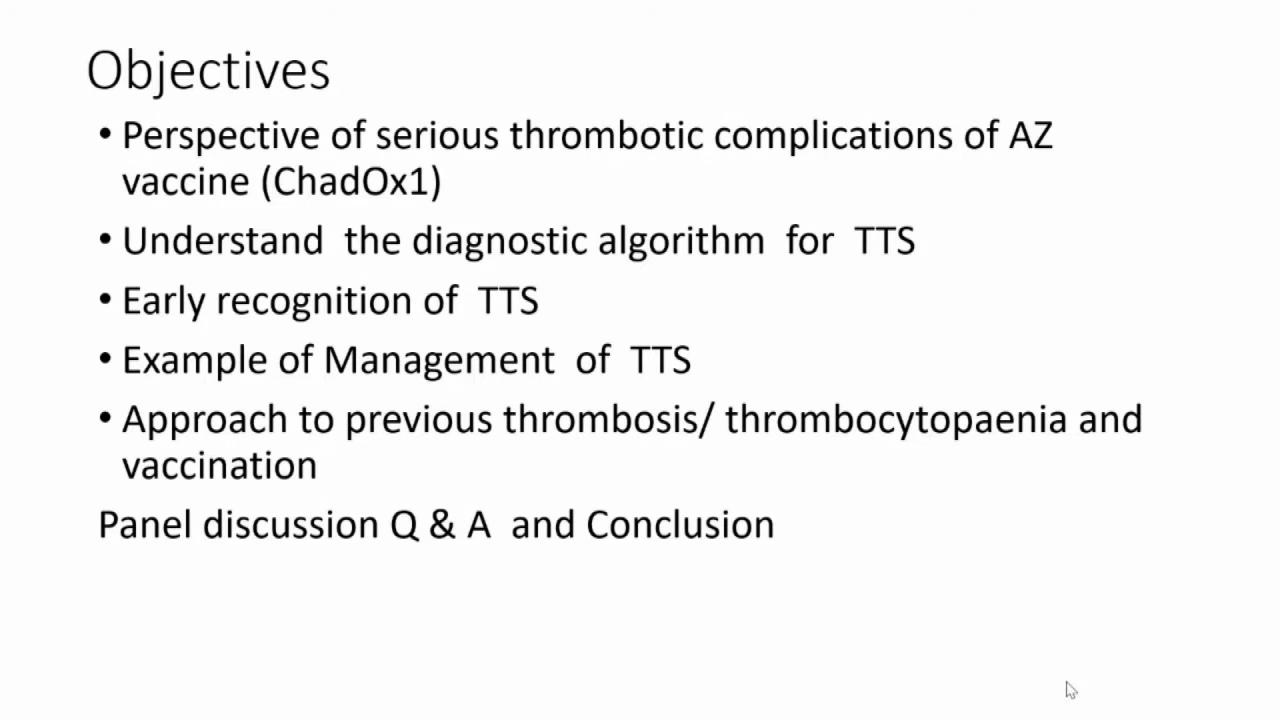 Objectives
• Perspective of serious thrombotic complications of AZ
vaccine (ChadOx1)
• Understand the diagnostic algorithm for TTS
• Early recognition of TTS
• Example of Management of TTS
• Approach to previous thrombosis/ thrombocytopaenia and
vaccination
Panel discussion Q & A and Conclusion